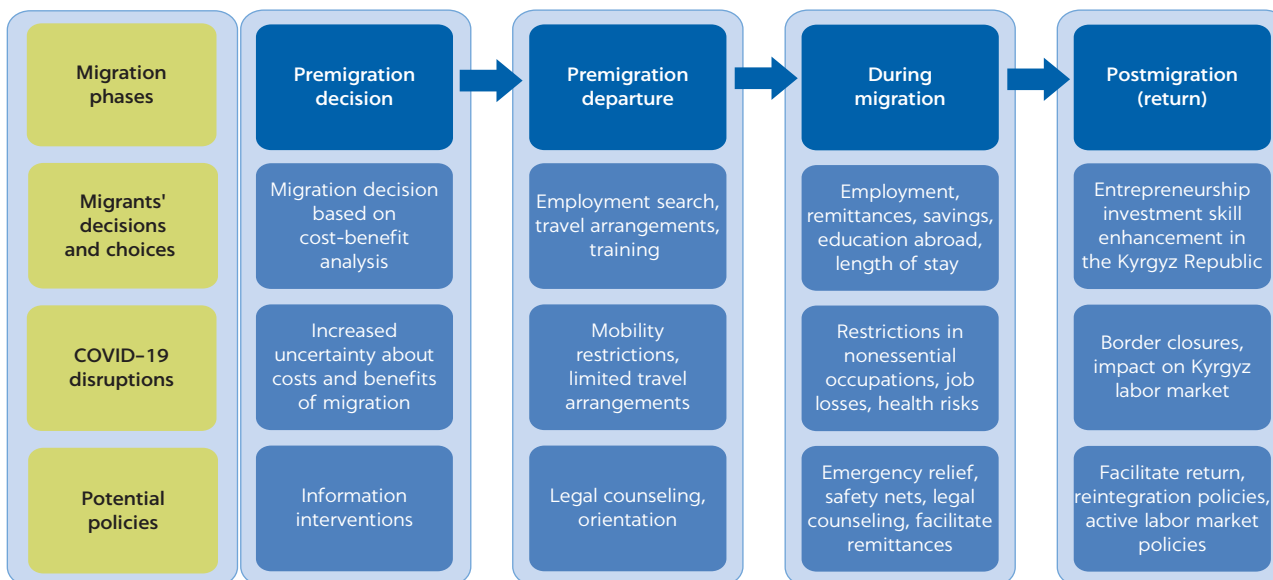 Migration
phases
Premigration
decision
Premigration
departure
During
migration
Postmigration
(return)
Migrants'
decisions
and choices
Migration decision
based on
cost-benefit
analysis
Employment search,
travel arrangements,
training
Employment,
remittances, savings,
education abroad,
length of stay
Entrepreneurship
investment skill
enhancement in
the Kyrgyz Republic
COVID–19
disruptions
Increased
uncertainty about
costs and benefits
of migration
Mobility
restrictions,
limited travel
arrangements
Restrictions in
nonessential
occupations, job
losses, health risks
Border closures,
impact on Kyrgyz
labor market
Potential
policies
Information
interventions
Legal counseling,
orientation
Emergency relief,
safety nets, legal
counseling, facilitate
remittances
Facilitate return,
reintegration policies,
active labor market
policies